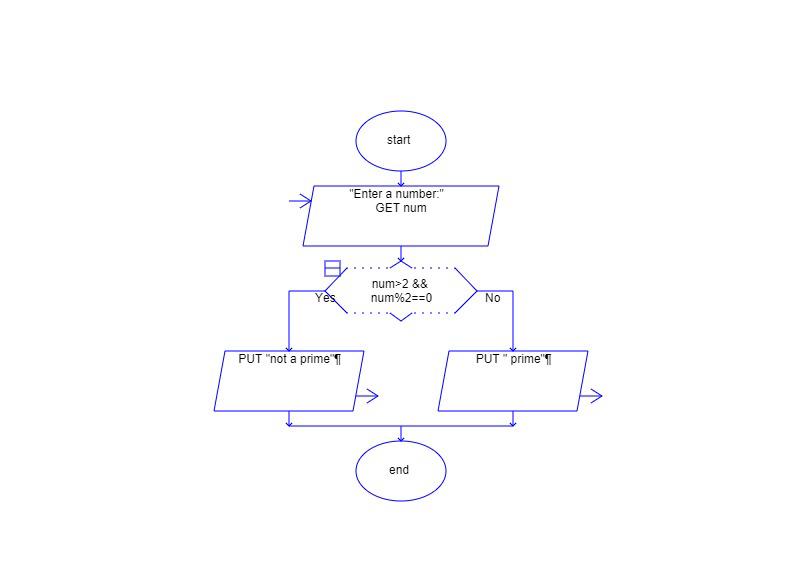 start
"Enter a number:"
GET num
num>2 &&
num%2==0
Yes
No
PUT "not a prime"¶
PUT " prime"¶
end